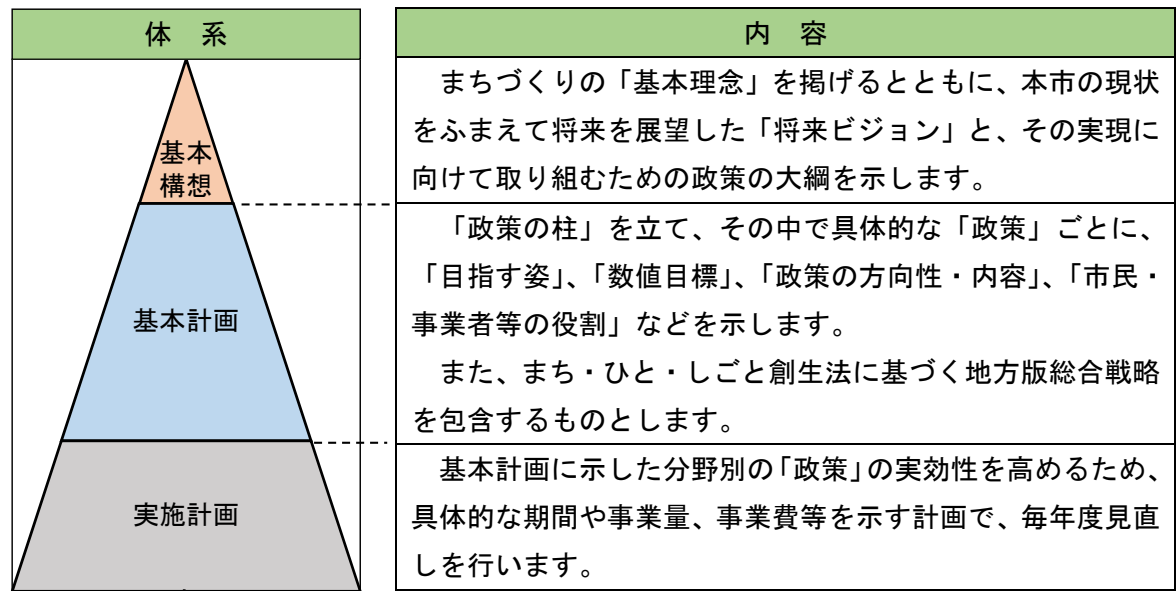 体　系
基本
構想
基本計画
実施計画
内　容
　まちづくりの「基本理念」を掲げるとともに、本市の現状
をふまえて将来を展望した「将来ビジョン」と、その実現に
向けて取り組むための政策の大綱を示します。
　「政策の柱」を立て、その中で具体的な「政策」ごとに、
「目指す姿」、「数値目標」、「政策の方向性・内容」、「市民・
事業者等の役割」などを示します。
　また、まち・ひと・しごと創生法に基づく地方版総合戦略
を包含するものとします。
　基本計画に示した分野別の「政策」の実効性を高めるため、
具体的な期間や事業量、事業費等を示す計画で、毎年度見直
しを行います。